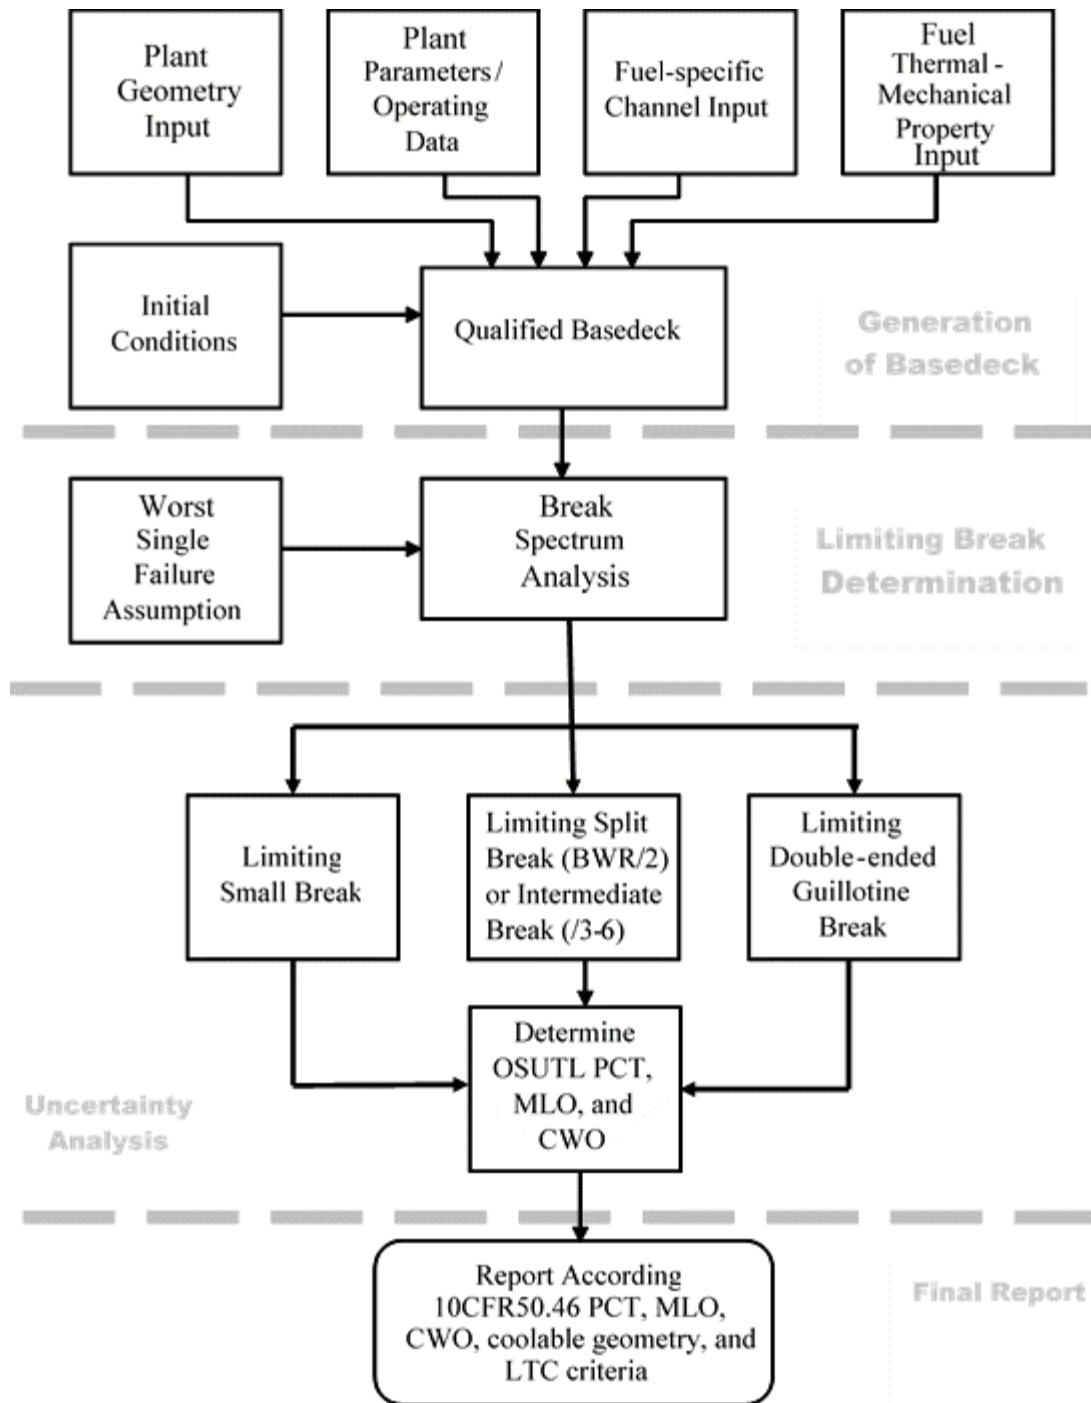 Plant
Geometry
Input
Plant
Parameters/
Operating
Data
Fuel-specific
Channel Input
Fuel
Thermal-
Mechanical
Property
Input
Initial
Conditions
Qualified Basedeck
Generation
of Basedeck
Worst
Single
Failure
Assumption
Break
Spectrum
Analysis
Limiting Break
Determination
Limiting
Small Break
Limiting Split
Break (BWR/2)
or Intermediate
Break (/3-6)
Limiting
Double-ended
Guillotine
Break
Determine
OSUTL PCT,
MLO, and
CWO
Uncertainty
Analysis
Report According
10CFR50.46 PCT, MLO,
CWO, coolable geometry, and
LTC criteria
Final Report